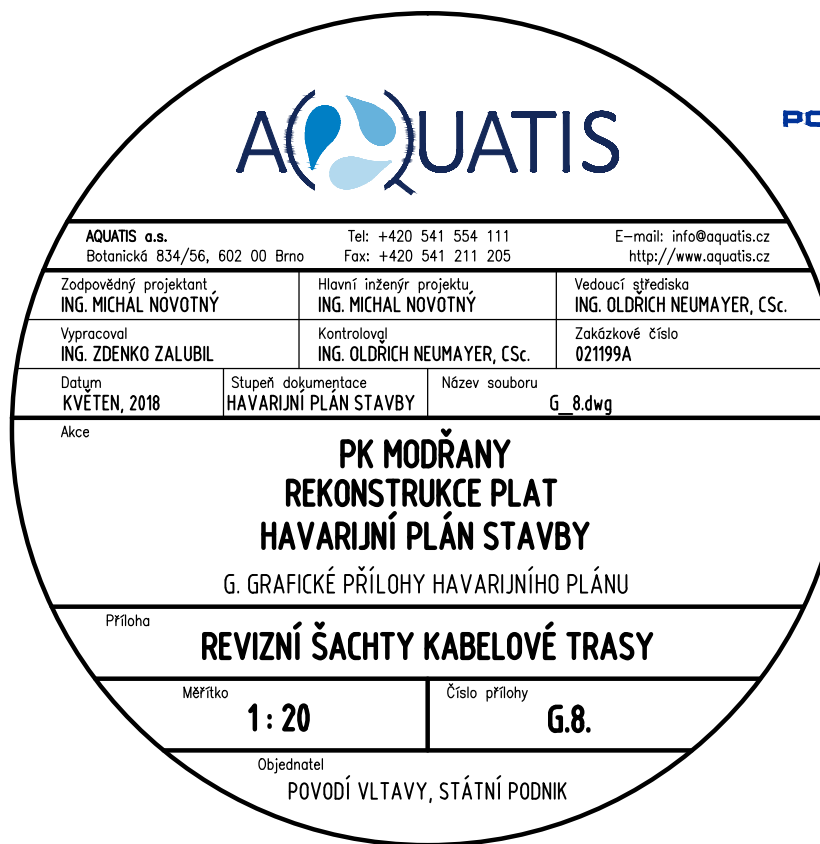 AQUATIS
PO
AQUATIS a.s. Tel: +420 541 554 111 E-mail: info@aquatis.cz
Botanická 834/56, 602 00 Brno Fax: +420 541 211 205 http://www.aquatis.cz
Zodpovědný projektant Hlavní inženýr projektu Vedoucí střediska
ING. MICHAL NOVOTNÝ ING. MICHAL NOVOTNÝ ING. OLDŘICH NEUMAYER, CSc.
Vypracoval Kontroloval Zakázkové číslo
ING. ZDENKO ZALUBIL ING. OLDŘICH NEUMAYER, CSc. 021199A
Datum Stupeň dokumentace Název souboru
KVĚTEN, 2018 HAVARIJNÍ PLÁN STAVBY G_8.dwg
Akce
PK MODŘANY
REKONSTRUKCE PLAT
HAVARIJNÍ PLÁN STAVBY
G. GRAFICKÉ PŘÍLOHY HAVARIJNÍHO PLÁNU
Příloha
REVIZNÍ ŠACHTY KABELOVÉ TRASY
Měřítko Číslo přílohy
1 : 20 G.8.
Objednatel
POVODÍ VLTAVY, STÁTNÍ PODNIK